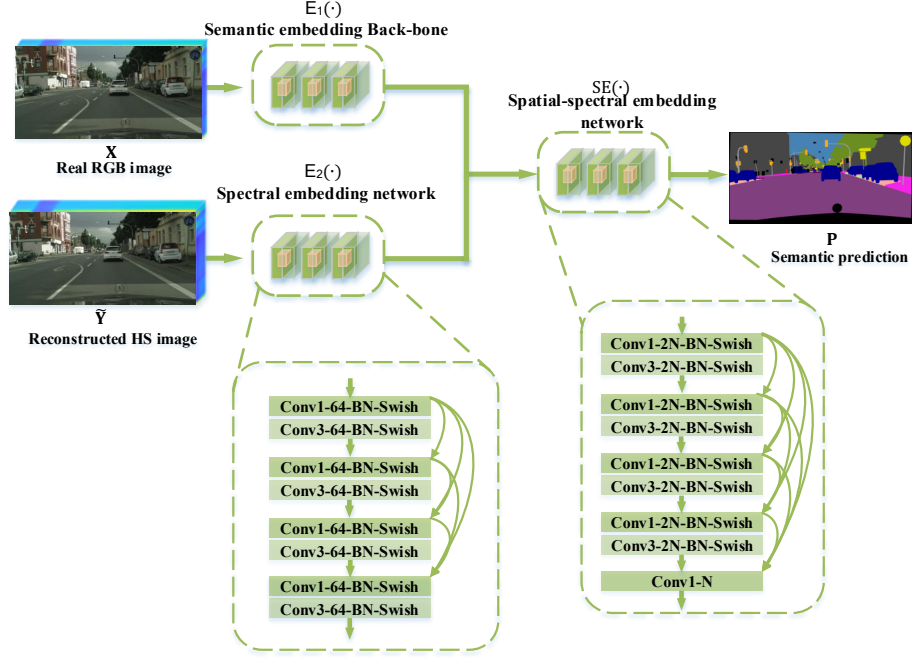 E₁(·)
Semantic embedding Back-bone
X
Real RGB image
E₂(·)
Spectral embedding network
Ỹ
Reconstructed HS image
SE(·)
Spatial-spectral embedding
network
P
Semantic prediction
Conv1-64-BN-Swish
Conv3-64-BN-Swish
Conv1-64-BN-Swish
Conv3-64-BN-Swish
Conv1-64-BN-Swish
Conv3-64-BN-Swish
Conv1-64-BN-Swish
Conv3-64-BN-Swish
Conv1-2N-BN-Swish
Conv3-2N-BN-Swish
Conv1-2N-BN-Swish
Conv3-2N-BN-Swish
Conv1-2N-BN-Swish
Conv3-2N-BN-Swish
Conv1-2N-BN-Swish
Conv3-2N-BN-Swish
Conv1-N